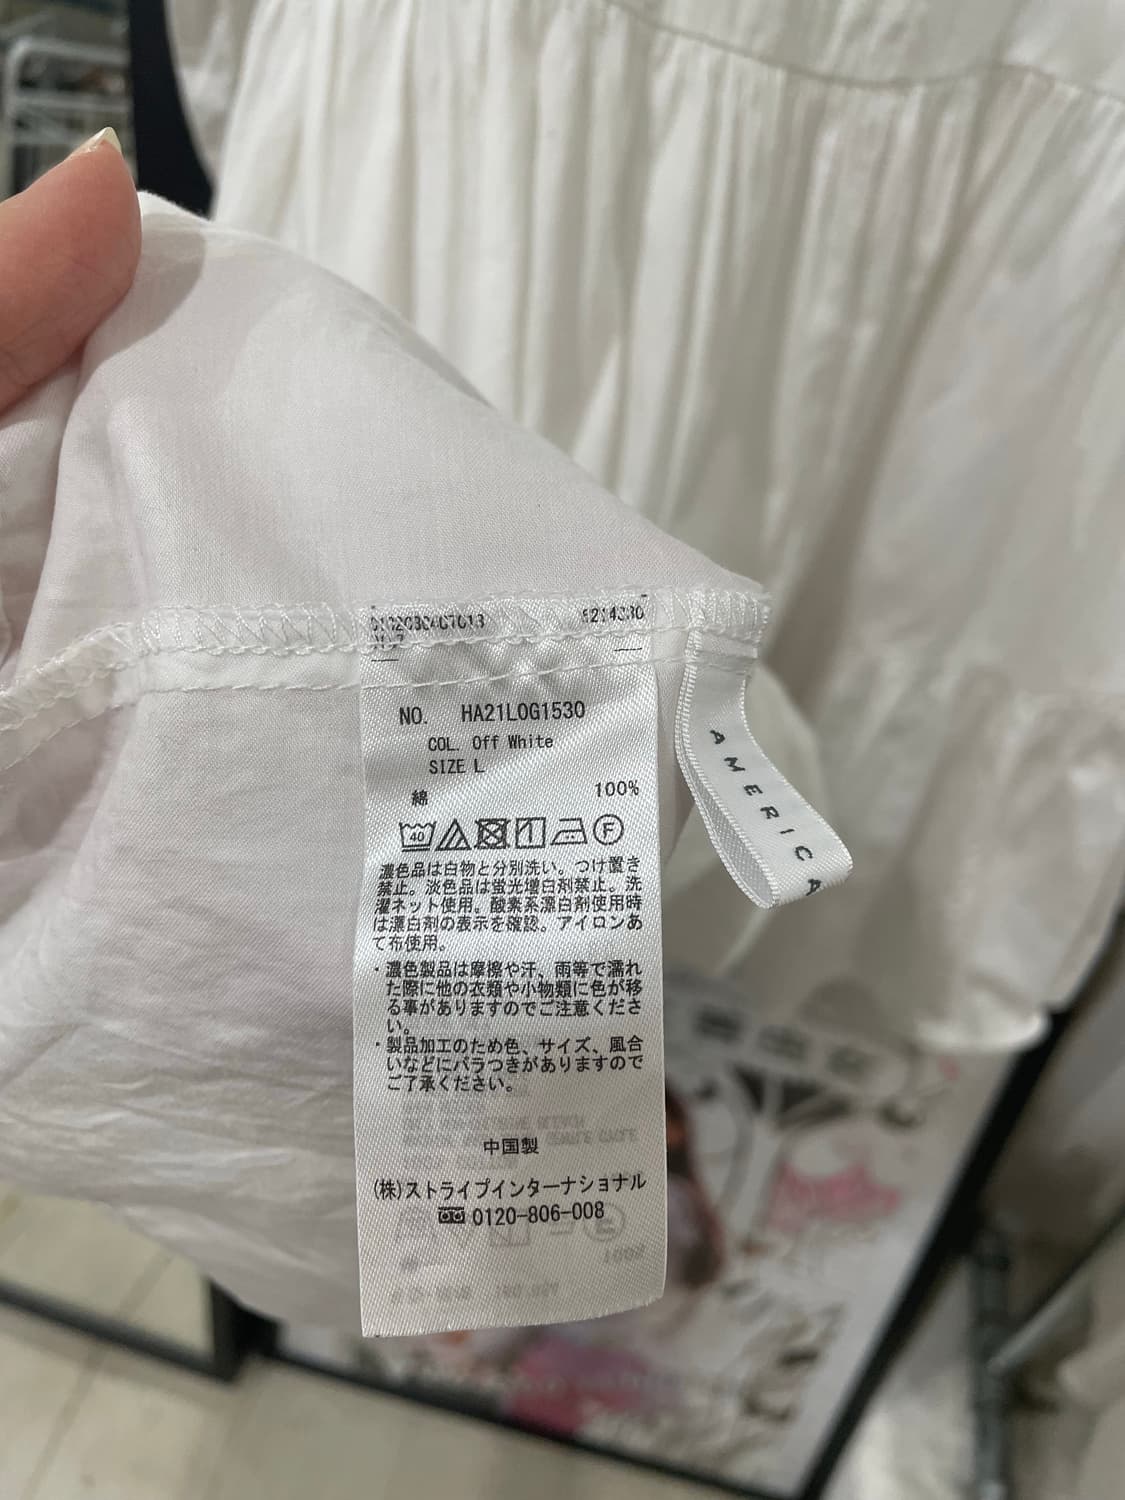 NO. HA21L0G1530
COL. Off White
SIZE L
綿 100%
40 1 F
濃色品は白物と分別洗い。つけ置き
禁止。淡色品は蛍光増白剤禁止。洗
濯ネット使用。酸素系漂白剤使用時
は漂白剤の表示を確認。アイロンあ
て布使用。
・濃色製品は摩擦や汗、雨等で濡れ
た際に他の衣類や小物類に色が移
る事がありますのでご注意くださ
い。
・製品加工のため色、サイズ、風合
いなどにバラつきがありますので
ご了承ください。
中国製
(株)ストライプインターナショナル
0120-806-008
AMERICA